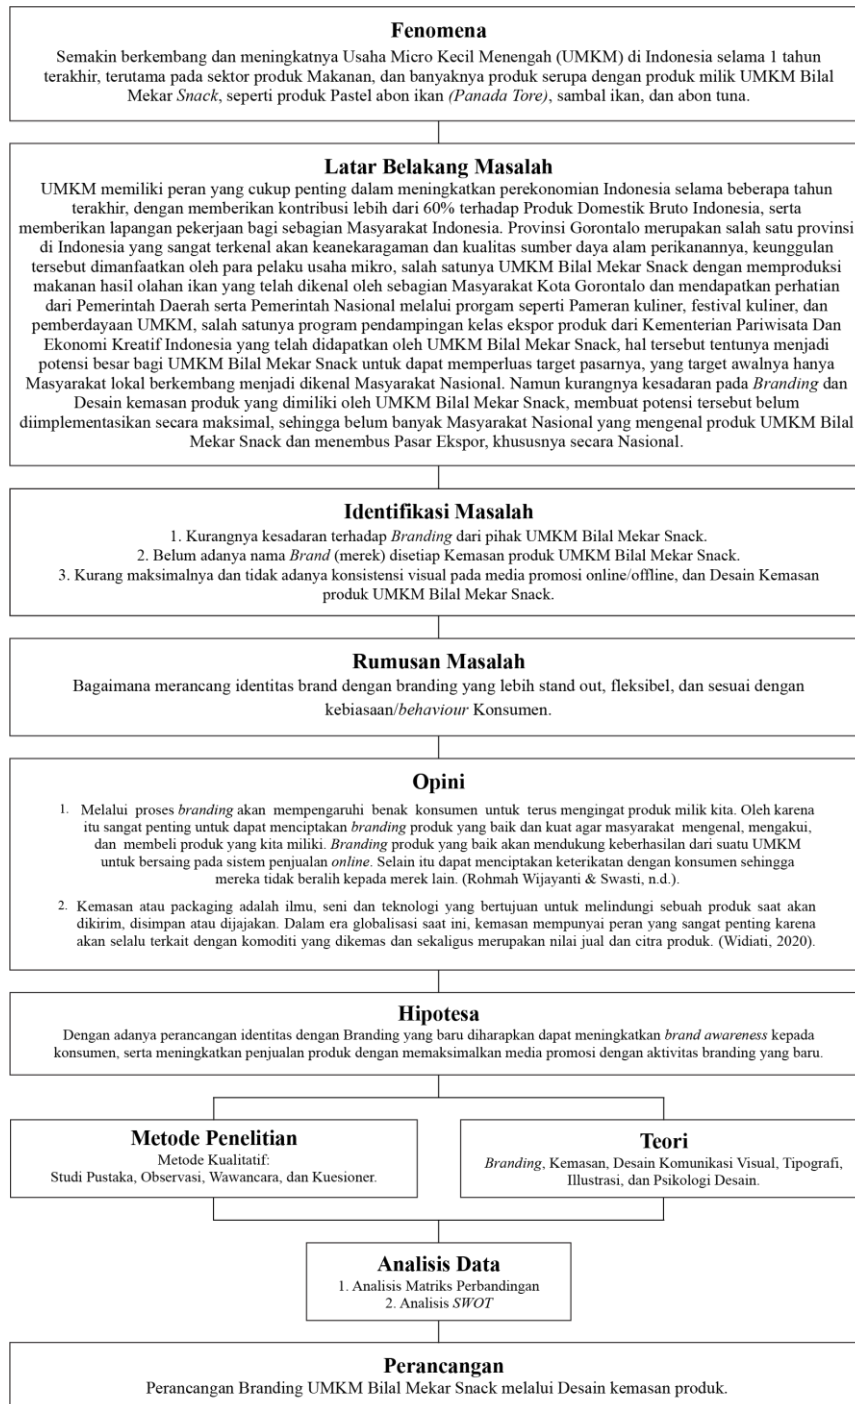 Fenomena
Semakin berkembang dan meningkatnya Usaha Micro Kecil Menengah (UMKM) di Indonesia selama 1 tahun
terakhir, terutama pada sektor produk Makanan, dan banyaknya produk serupa dengan produk milik UMKM Bilal
Mekar Snack, seperti produk Pastel abon ikan (Panada Tore), sambal ikan, dan abon tuna.
Latar Belakang Masalah
UMKM memiliki peran yang cukup penting dalam meningkatkan perekonomian Indonesia selama beberapa tahun
terakhir, dengan memberikan kontribusi lebih dari 60% terhadap Produk Domestik Bruto Indonesia, serta
memberikan lapangan pekerjaan bagi sebagian Masyarakat Indonesia. Provinsi Gorontalo merupakan salah satu provinsi
di Indonesia yang sangat terkenal akan keanekaragaman dan kualitas sumber daya alam perikanannya, keunggulan
tersebut dimanfaatkan oleh para pelaku usaha mikro, salah satunya UMKM Bilal Mekar Snack dengan memproduksi
makanan hasil olahan ikan yang telah dikenal oleh sebagian Masyarakat Kota Gorontalo dan mendapatkan perhatian
dari Pemerintah Daerah serta Pemerintah Nasional melalui prorgam seperti Pameran kuliner, festival kuliner, dan
pemberdayaan UMKM, salah satunya program pendampingan kelas ekspor produk dari Kementerian Pariwisata Dan
Ekonomi Kreatif Indonesia yang telah didapatkan oleh UMKM Bilal Mekar Snack, hal tersebut tentunya menjadi
potensi besar bagi UMKM Bilal Mekar Snack untuk dapat memperluas target pasarnya, yang target awalnya hanya
Masyarakat lokal berkembang menjadi dikenal Masyarakat Nasional. Namun kurangnya kesadaran pada Branding dan
Desain kemasan produk yang dimiliki oleh UMKM Bilal Mekar Snack, membuat potensi tersebut belum
diimplementasikan secara maksimal, sehingga belum banyak Masyarakat Nasional yang mengenal produk UMKM Bilal
Mekar Snack dan menembus Pasar Ekspor, khususnya secara Nasional.
Identifikasi Masalah
1. Kurangnya kesadaran terhadap Branding dari pihak UMKM Bilal Mekar Snack.
2. Belum adanya nama Brand (merek) disetiap Kemasan produk UMKM Bilal Mekar Snack.
3. Kurang maksimalnya dan tidak adanya konsistensi visual pada media promosi online/offline, dan Desain Kemasan
produk UMKM Bilal Mekar Snack.
Rumusan Masalah
Bagaimana merancang identitas brand dengan branding yang lebih stand out, fleksibel, dan sesuai dengan
kebiasaan/behaviour Konsumen.
Opini
1. Melalui proses branding akan mempengaruhi benak konsumen untuk terus mengingat produk milik kita. Oleh karena
itu sangat penting untuk dapat menciptakan branding produk yang baik dan kuat agar masyarakat mengenal, mengakui,
dan membeli produk yang kita miliki. Branding produk yang baik akan mendukung keberhasilan dari suatu UMKM
untuk bersaing pada sistem penjualan online. Selain itu dapat menciptakan keterikatan dengan konsumen sehingga
mereka tidak beralih kepada merek lain. (Rohmah Wijayanti & Swasti, n.d.).
2. Kemasan atau packaging adalah ilmu, seni dan teknologi yang bertujuan untuk melindungi sebuah produk saat akan
dikirim, disimpan atau dijajakan. Dalam era globalisasi saat ini, kemasan mempunyai peran yang sangat penting karena
akan selalu terkait dengan komoditi yang dikemas dan sekaligus merupakan nilai jual dan citra produk. (Widiati, 2020).
Hipotesa
Dengan adanya perancangan identitas dengan Branding yang baru diharapkan dapat meningkatkan brand awareness kepada
konsumen, serta meningkatkan penjualan produk dengan memaksimalkan media promosi dengan aktivitas branding yang baru.
Metode Penelitian
Metode Kualitatif:
Studi Pustaka, Observasi, Wawancara, dan Kuesioner.
Teori
Branding, Kemasan, Desain Komunikasi Visual, Tipografi,
Illustrasi, dan Psikologi Desain.
Analisis Data
1. Analisis Matriks Perbandingan
2. Analisis SWOT
Perancangan
Perancangan Branding UMKM Bilal Mekar Snack melalui Desain kemasan produk.